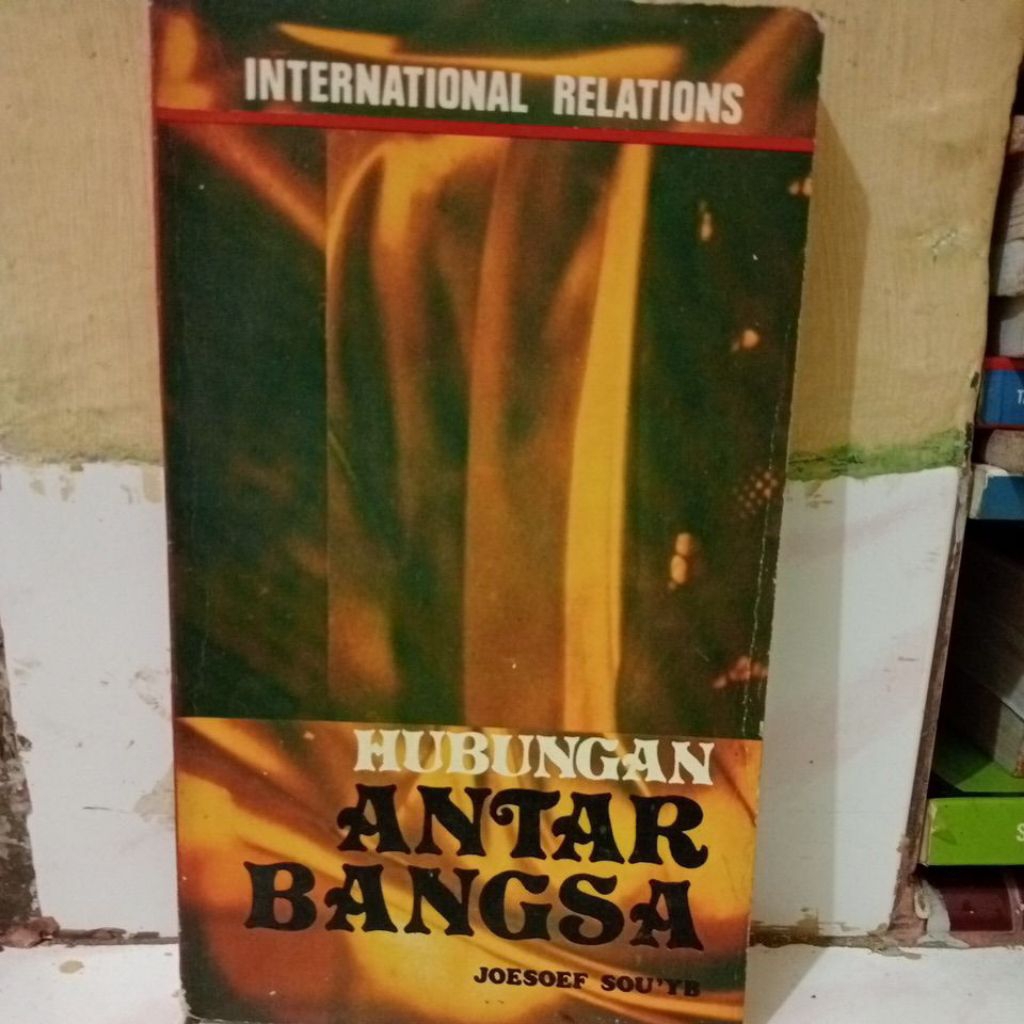 INTERNATIONAL RELATIONS
HUBUNGAN
ANTAR
BANGSA
JOESOEF SOU'YB